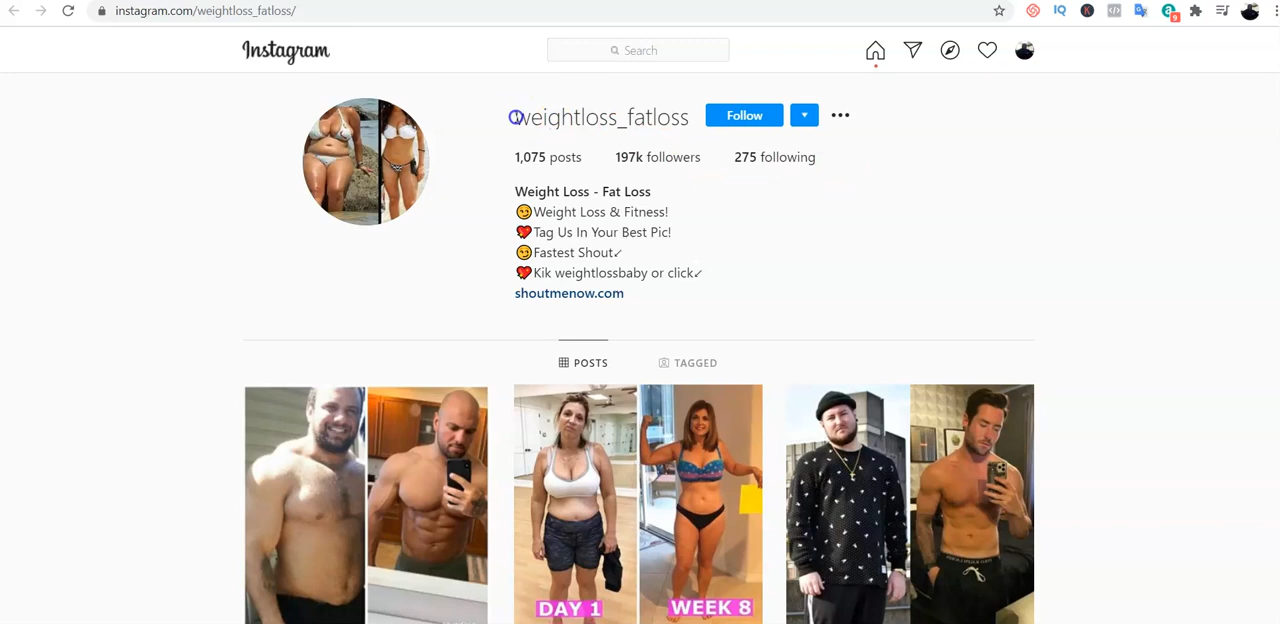 instagram.com/weightloss_fatloss/
IQ
K
a
9
Instagram
Search
weightloss_fatloss Follow
1,075 posts 197k followers 275 following
Weight Loss - Fat Loss
😏Weight Loss & Fitness!
💘Tag Us In Your Best Pic!
😏Fastest Shout✓
💘Kik weightlossbaby or click✓
shoutmenow.com
POSTS TAGGED
DAY 1 WEEK 8